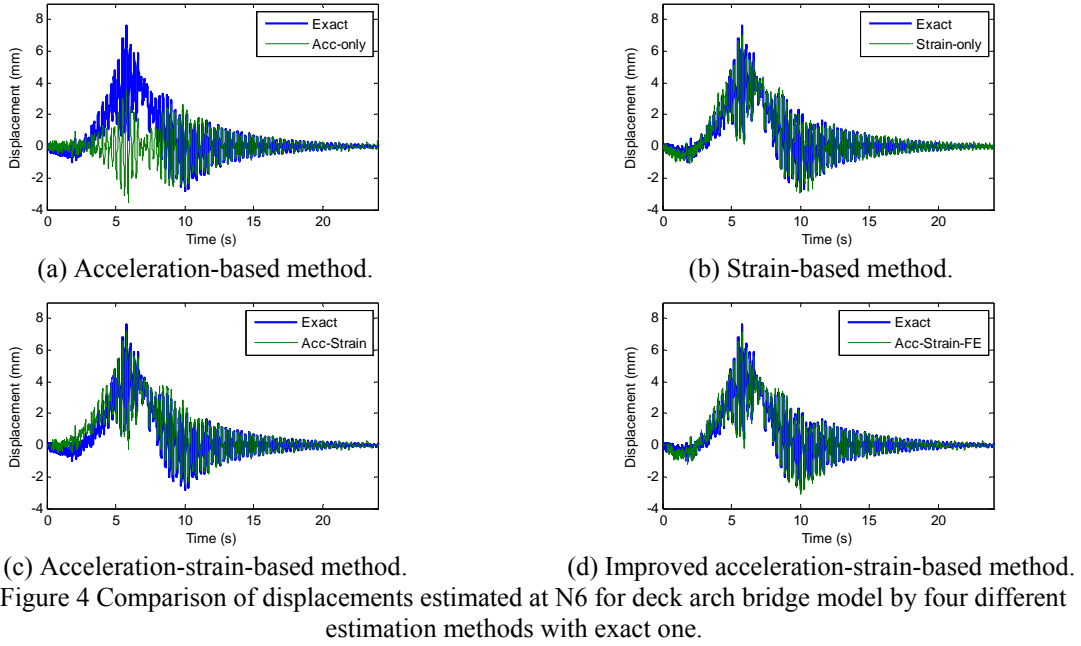 Exact
Acc-only
Displacement (mm)
8
6
4
2
0
-2
-4
0
5
10
15
20
Time (s)
(a) Acceleration-based method.
Exact
Strain-only
Displacement (mm)
8
6
4
2
0
-2
-4
0
5
10
15
20
Time (s)
(b) Strain-based method.
Exact
Acc-Strain
Displacement (mm)
8
6
4
2
0
-2
-4
0
5
10
15
20
Time (s)
(c) Acceleration-strain-based method.
Exact
Acc-Strain-FE
Displacement (mm)
8
6
4
2
0
-2
-4
0
5
10
15
20
Time (s)
(d) Improved acceleration-strain-based method.
Figure 4 Comparison of displacements estimated at N6 for deck arch bridge model by four different
estimation methods with exact one.